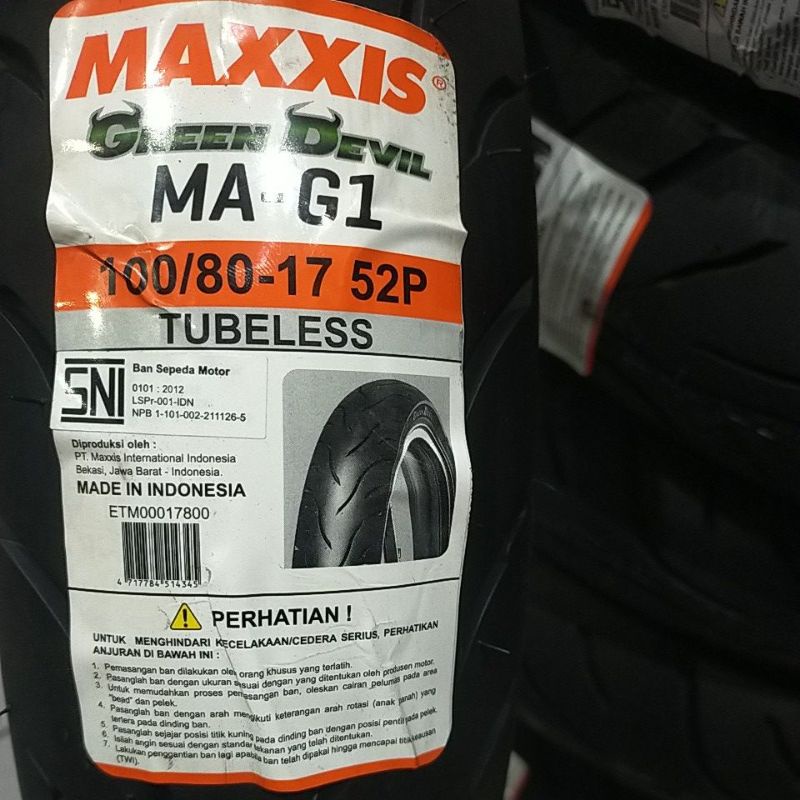 MAXXIS®
GREEN DEVIL
MA-G1
100/80-17 52P
TUBELESS
SNI
Ban Sepeda Motor
0101 : 2012
LSPr-001-IDN
NPB 1-101-002-211126-5
Diproduksi oleh :
PT. Maxxis International Indonesia
Bekasi, Jawa Barat - Indonesia.
MADE IN INDONESIA
ETM00017800
4 717784 514345
PERHATIAN !
UNTUK MENGHINDARI KECELAKAAN/CEDERA SERIUS, PERHATIKAN
ANJURAN DI BAWAH INI :
1. Pemasangan ban dilakukan oleh orang khusus yang terlatih.
2. Pasanglah ban dengan ukuran sesuai dengan yang ditentukan oleh produsen motor.
3. Untuk memudahkan proses pemasangan ban, oleskan cairan pelumas pada area
"bead" dan pelek.
4. Pasanglah ban dengan arah mengikuti keterangan arah rotasi (anak panah) yang
tertera pada dinding ban.
5. Pasanglah sejajar posisi titik kuning pada dinding ban dengan posisi pentil pada pelek.
6. Isilah angin sesuai dengan standar tekanan yang telah ditentukan.
7. Lakukan penggantian ban lagi apabila ban telah dipakai hingga mencapai titik keausan
(TWI).